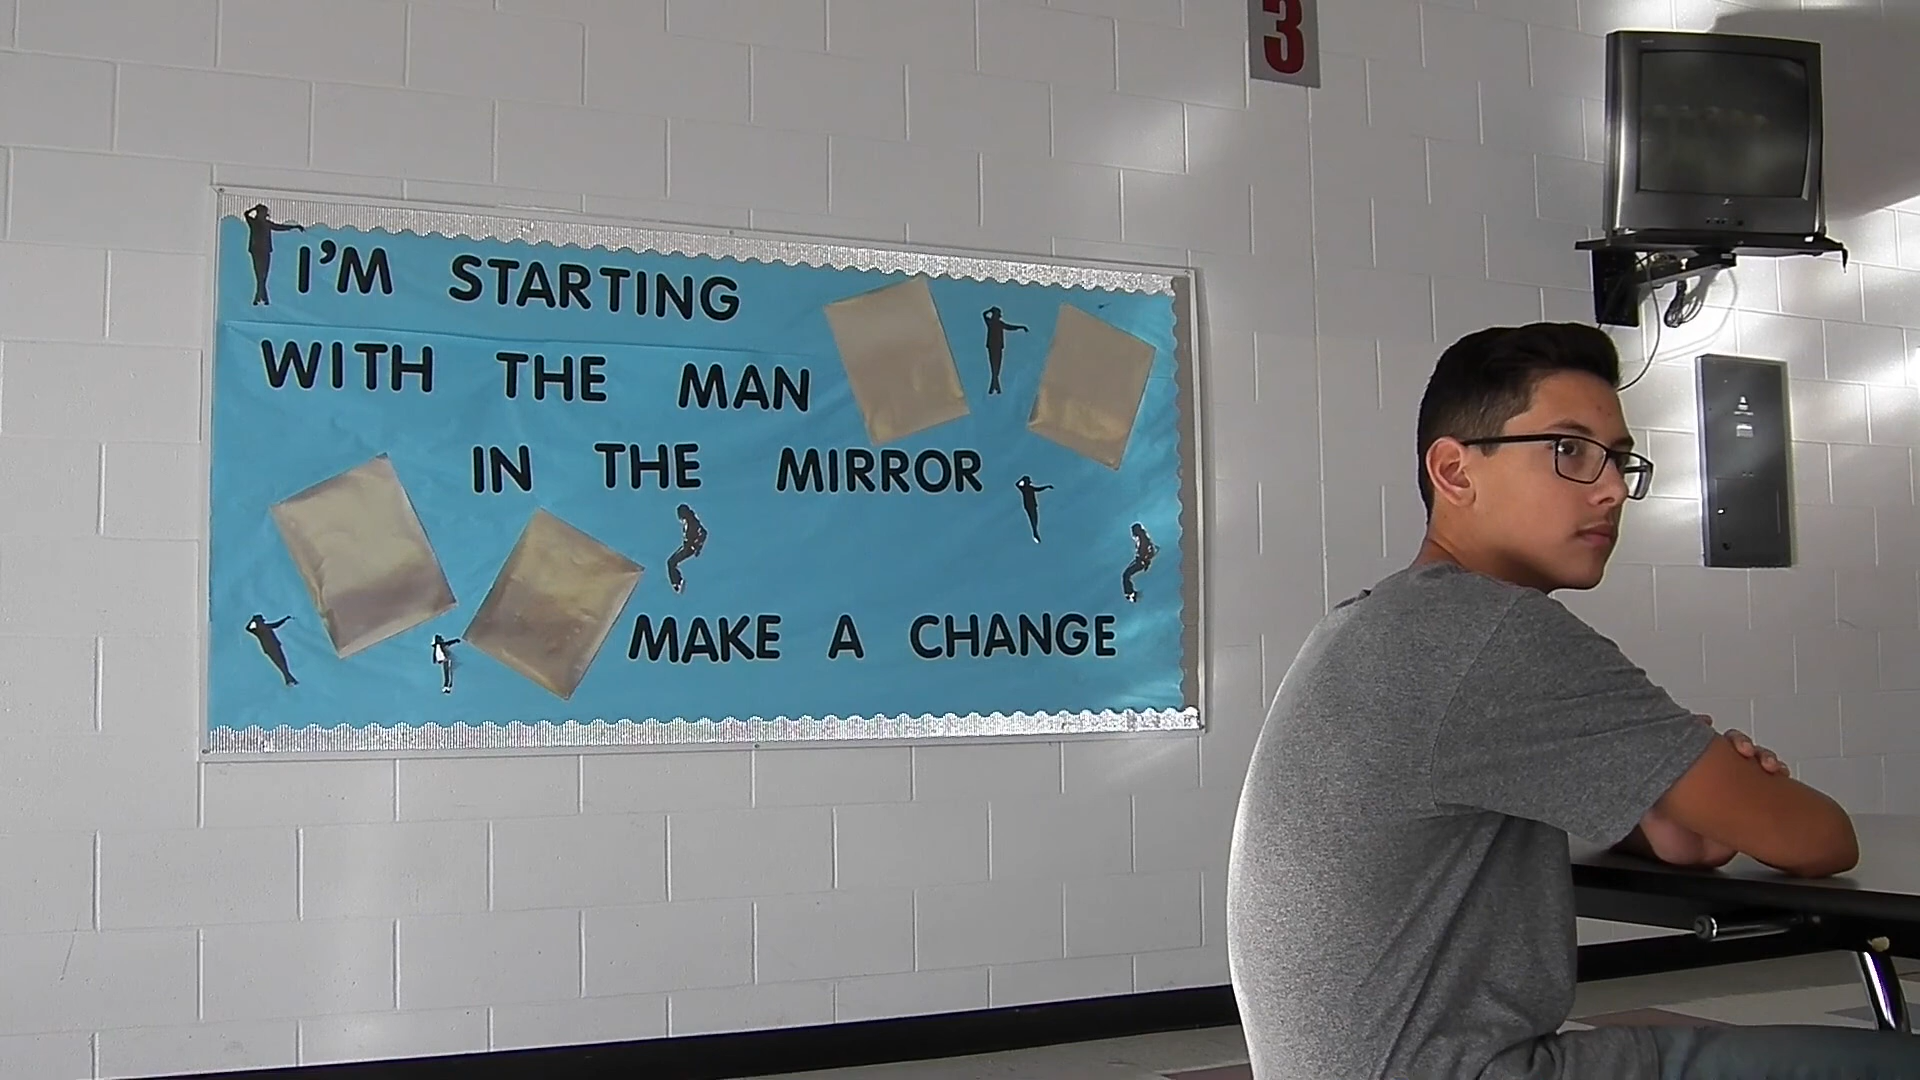 3
I'M STARTING
WITH THE MAN
IN THE MIRROR
MAKE A CHANGE